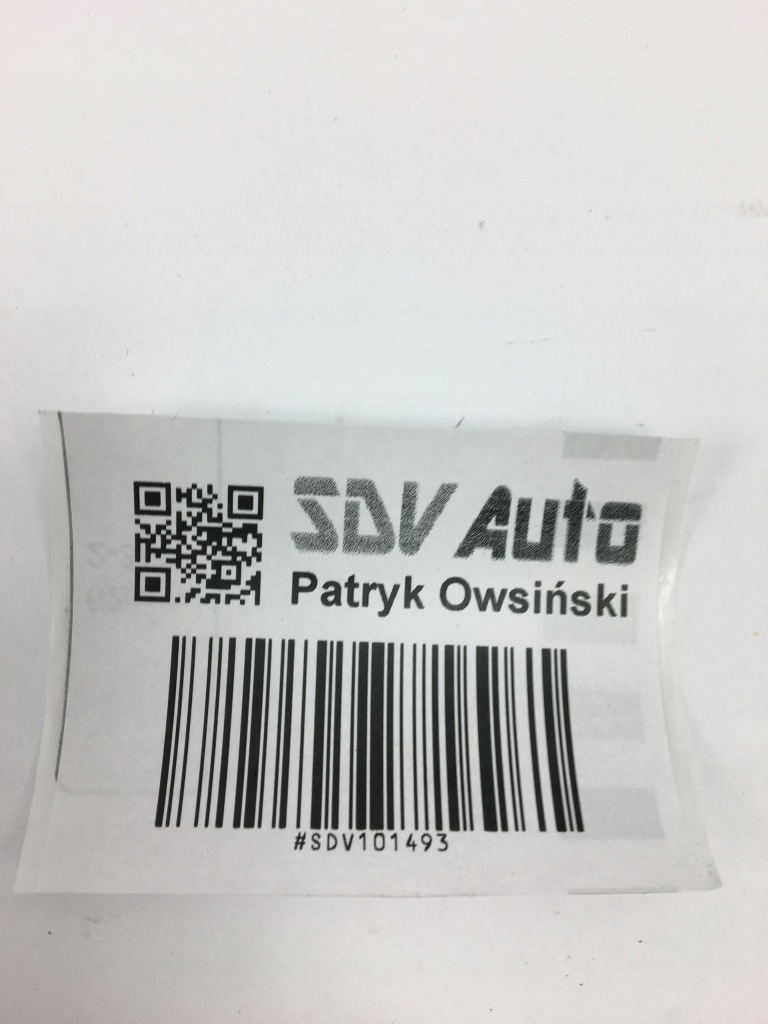 SDV Auto
Patryk Owsiński
#SDV101493